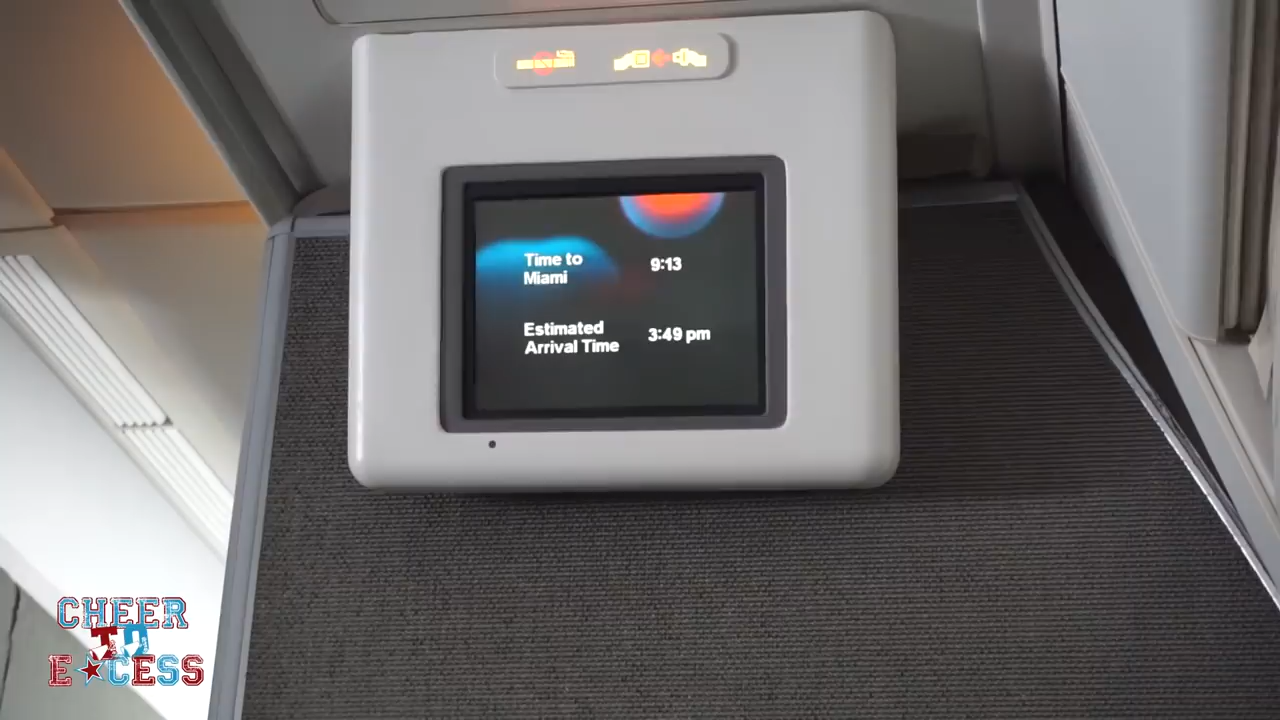 Time to
Miami
9:13
Estimated
Arrival Time
3:49 pm
CHEER
TO
EXCESS